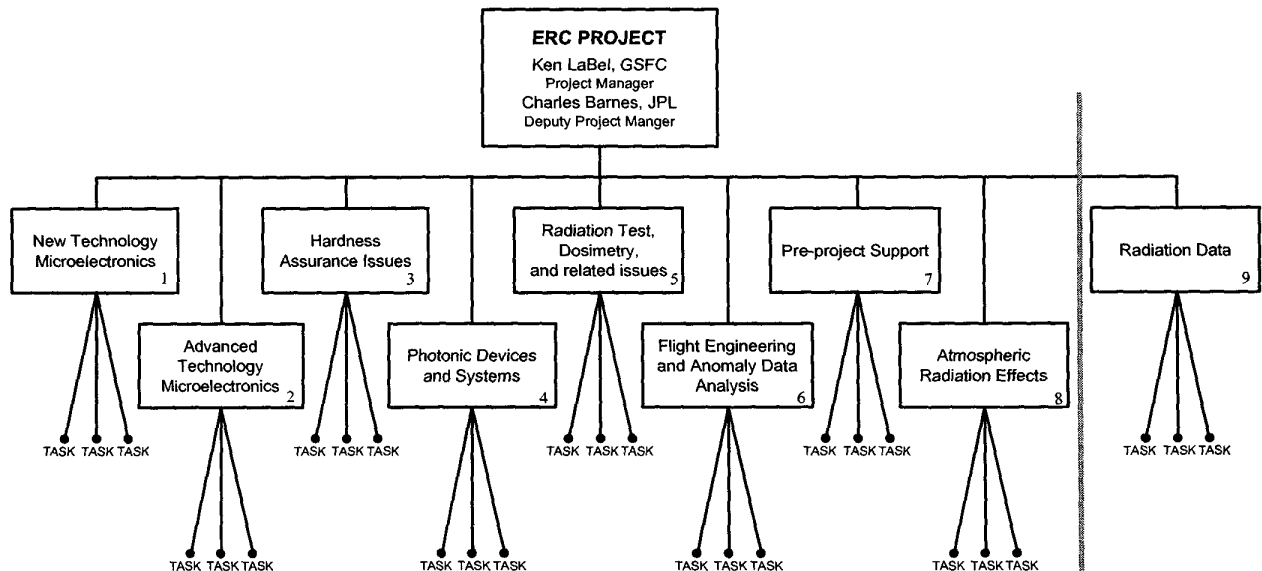 ERC PROJECT
Ken LaBel, GSFC
Project Manager
Charles Barnes, JPL
Deputy Project Manger
New Technology
Microelectronics
1
Advanced
Technology
Microelectronics
2
Hardness
Assurance Issues
3
Photonic Devices
and Systems
4
Radiation Test,
Dosimetry,
and related issues
5
Flight Engineering
and Anomaly Data
Analysis
6
Pre-project Support
7
Atmospheric
Radiation Effects
8
Radiation Data
9
TASK TASK TASK
TASK TASK TASK
TASK TASK TASK
TASK TASK TASK
TASK TASK TASK
TASK TASK TASK
TASK TASK TASK
TASK TASK TASK
TASK TASK TASK